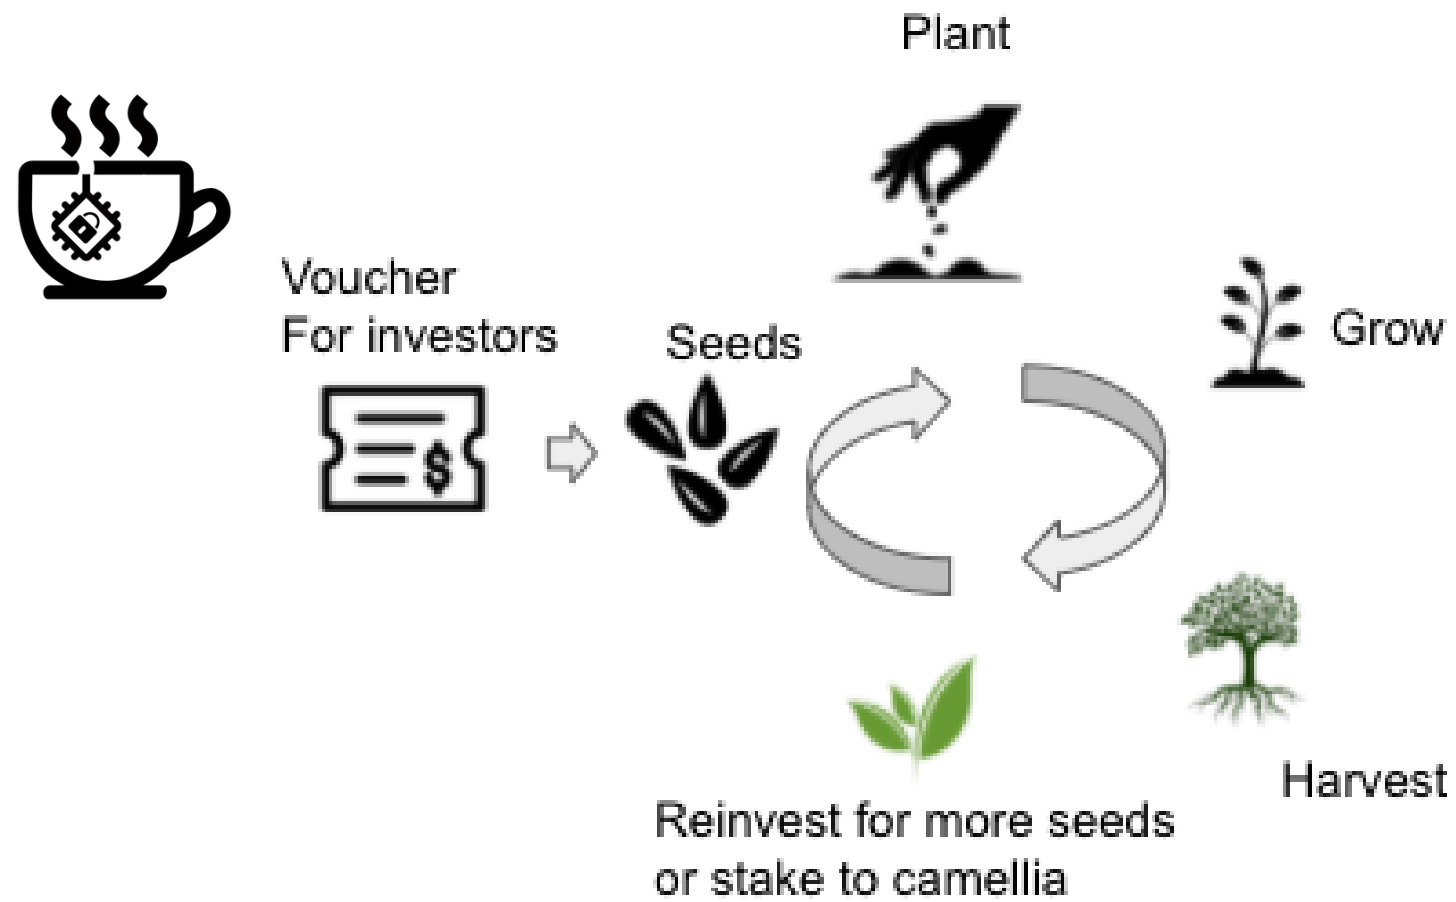 Plant
Voucher
For investors
Seeds
Grow
$
Harvest
Reinvest for more seeds
or stake to camellia